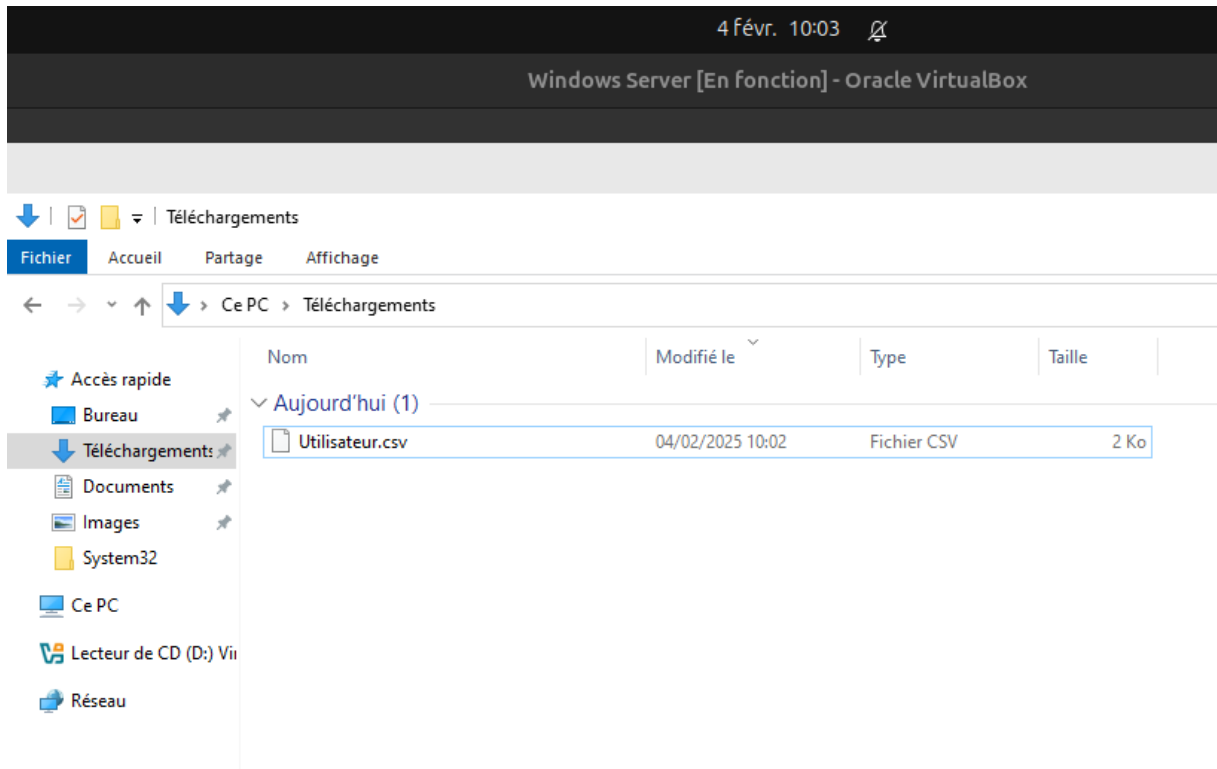 4 févr. 10:03
Windows Server [En fonction] - Oracle VirtualBox
Téléchargements
Fichier Accueil Partage Affichage
Ce PC > Téléchargements
Nom Modifié le Type Taille
Accès rapide
Aujourd'hui (1)
Bureau
Utilisateur.csv 04/02/2025 10:02 Fichier CSV 2 Ko
Téléchargements
Documents
Images
System32
Ce PC
Lecteur de CD (D:) Vi
Réseau